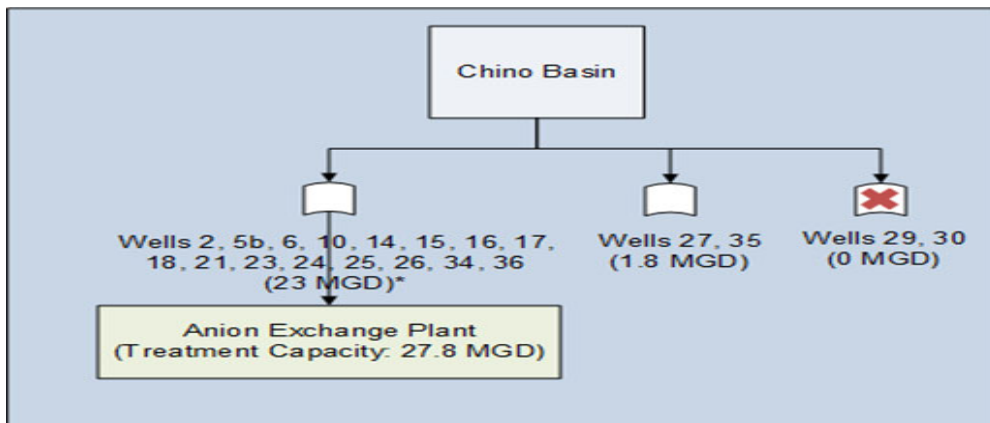 Chino Basin
Wells 2, 5b, 6, 10, 14, 15, 16, 17,
18, 21, 23, 24, 25, 26, 34, 36
(23 MGD)*
Wells 27, 35
(1.8 MGD)
Wells 29, 30
(0 MGD)
Anion Exchange Plant
(Treatment Capacity: 27.8 MGD)